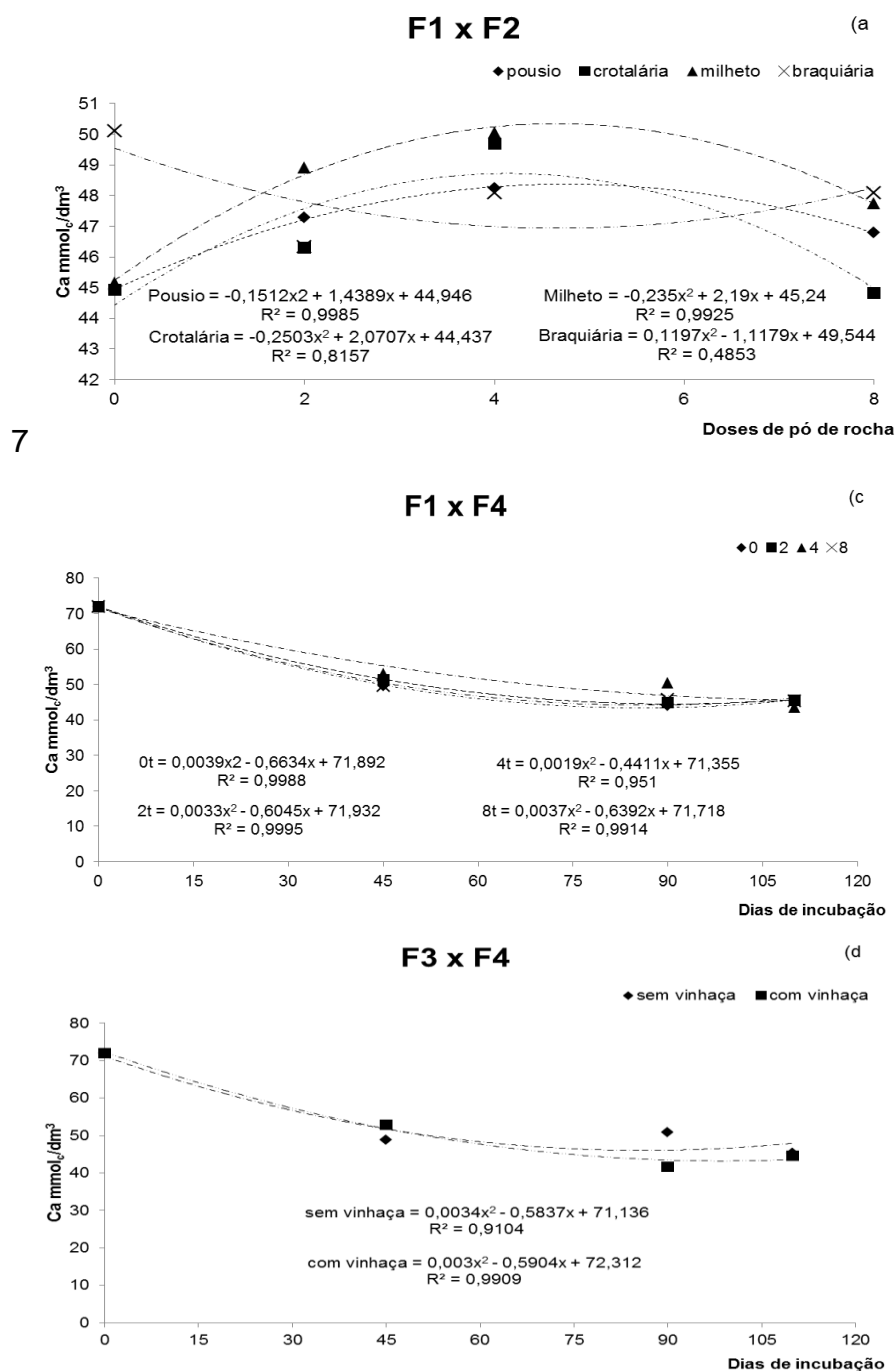 F1 x F2
(a
pousio crotalária milheto braquiária
51
50
49
48
47
46
45
44
43
42
Ca mmolc/dm³
Pousio = -0,1512x2 + 1,4389x + 44,946
R² = 0,9985
Milheto = -0,235x² + 2,19x + 45,24
R² = 0,9925
Crotalária = -0,2503x² + 2,0707x + 44,437
R² = 0,8157
Braquiária = 0,1197x² - 1,1179x + 49,544
R² = 0,4853
0 2 4 6 8
Doses de pó de rocha
7
F1 x F4
(c
0 2 4 8
80
70
60
50
40
30
20
10
0
Ca mmolc/dm³
0t = 0,0039x2 - 0,6634x + 71,892
R² = 0,9988
4t = 0,0019x² - 0,4411x + 71,355
R² = 0,951
2t = 0,0033x² - 0,6045x + 71,932
R² = 0,9995
8t = 0,0037x² - 0,6392x + 71,718
R² = 0,9914
0 15 30 45 60 75 90 105 120
Dias de incubação
F3 x F4
(d
sem vinhaça com vinhaça
80
70
60
50
40
30
20
10
0
Ca mmolc/dm³
sem vinhaça = 0,0034x² - 0,5837x + 71,136
R² = 0,9104
com vinhaça = 0,003x² - 0,5904x + 72,312
R² = 0,9909
0 15 30 45 60 75 90 105 120
Dias de incubação